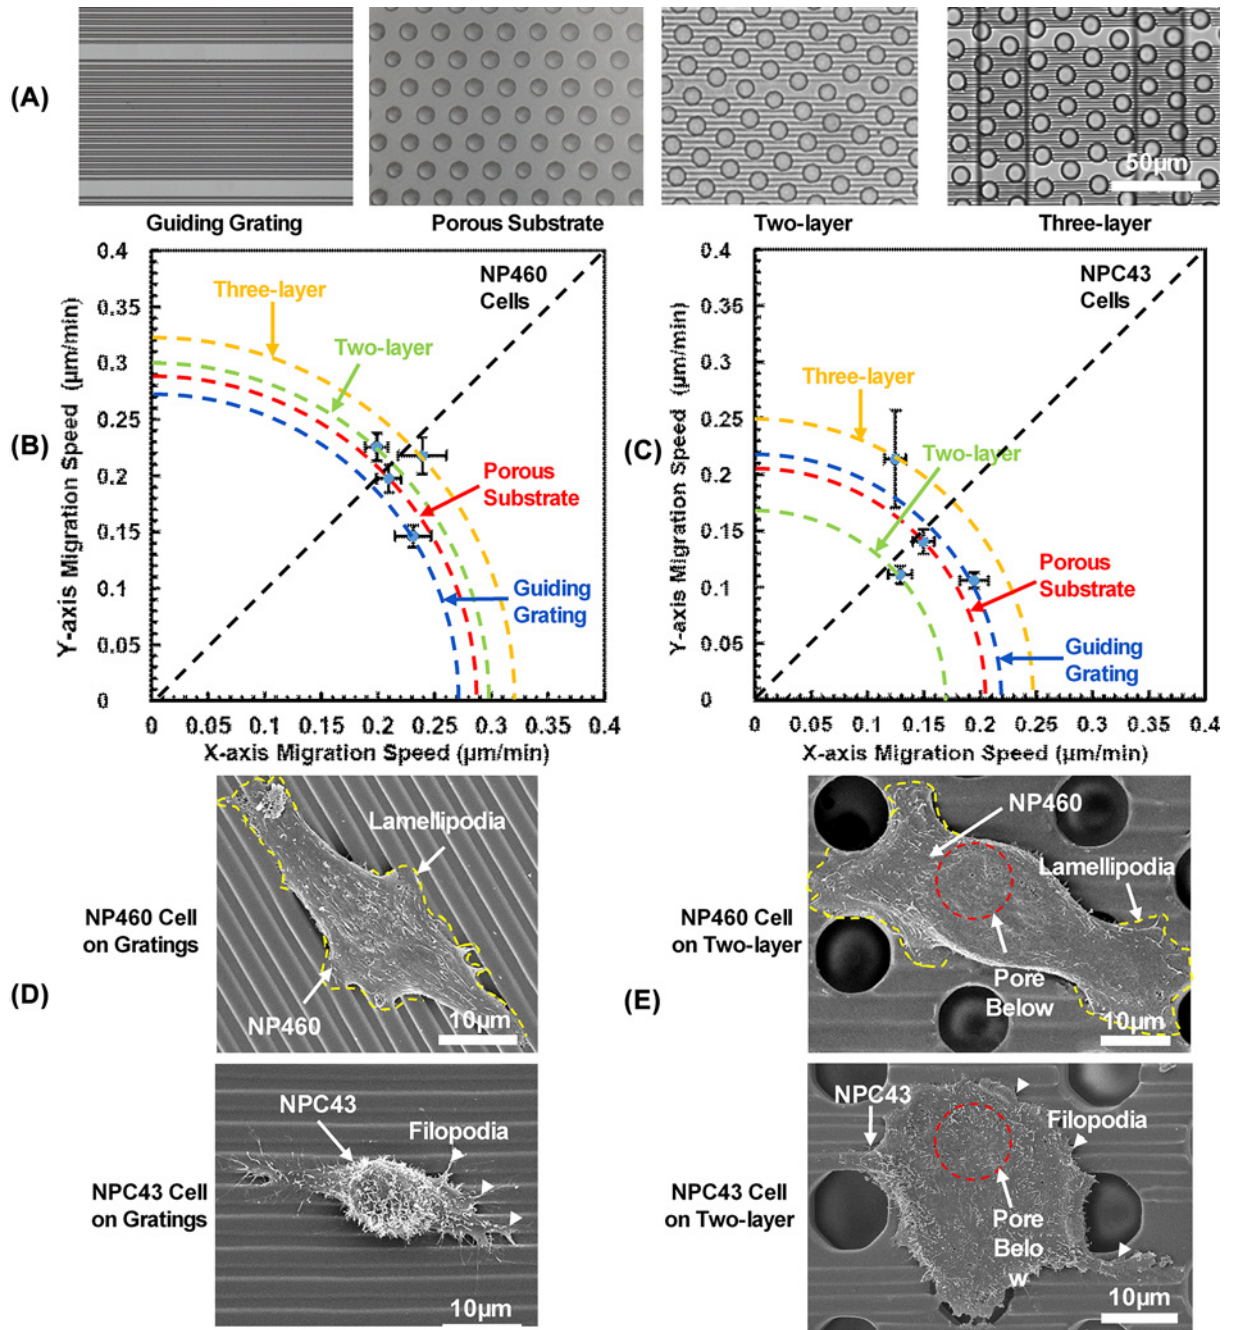 (A)
50µm
Guiding Grating
Porous Substrate
Two-layer
Three-layer
(B)
Y-axis Migration Speed (µm/min)
0.4
0.35
0.3
0.25
0.2
0.15
0.1
0.05
0
NP460
Cells
Three-layer
Two-layer
Porous
Substrate
Guiding
Grating
0
0.05
0.1
0.15
0.2
0.25
0.3
0.35
0.4
X-axis Migration Speed (µm/min)
(C)
Y-axis Migration Speed (µm/min)
0.4
0.35
0.3
0.25
0.2
0.15
0.1
0.05
0
NPC43
Cells
Three-layer
Two-layer
Porous
Substrate
Guiding
Grating
0
0.05
0.1
0.15
0.2
0.25
0.3
0.35
0.4
X-axis Migration Speed (µm/min)
(D)
NP460 Cell
on Gratings
Lamellipodia
NP460
10µm
NPC43 Cell
on Gratings
NPC43
Filopodia
10µm
(E)
NP460 Cell
on Two-layer
NP460
Lamellipodia
Pore
Below
10µm
NPC43 Cell
on Two-layer
NPC43
Filopodia
Pore
Belo
w
10µm